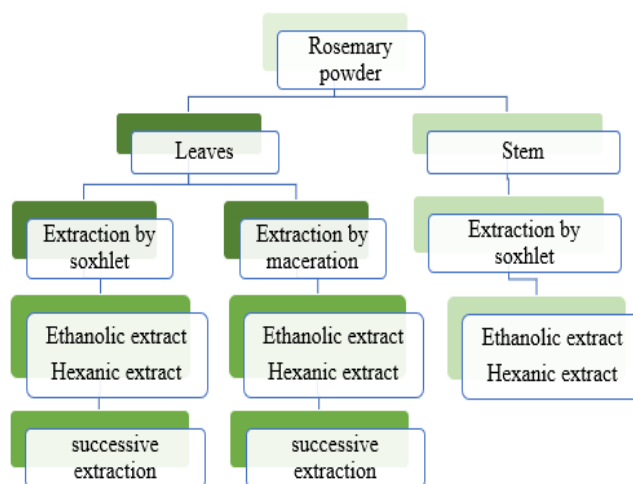 Rosemary
powder
Leaves
Stem
Extraction by
soxhlet
Extraction by
maceration
Extraction by
soxhlet
Ethanolic extract
Hexanic extract
Ethanolic extract
Hexanic extract
Ethanolic extract
Hexanic extract
successive
extraction
successive
extraction